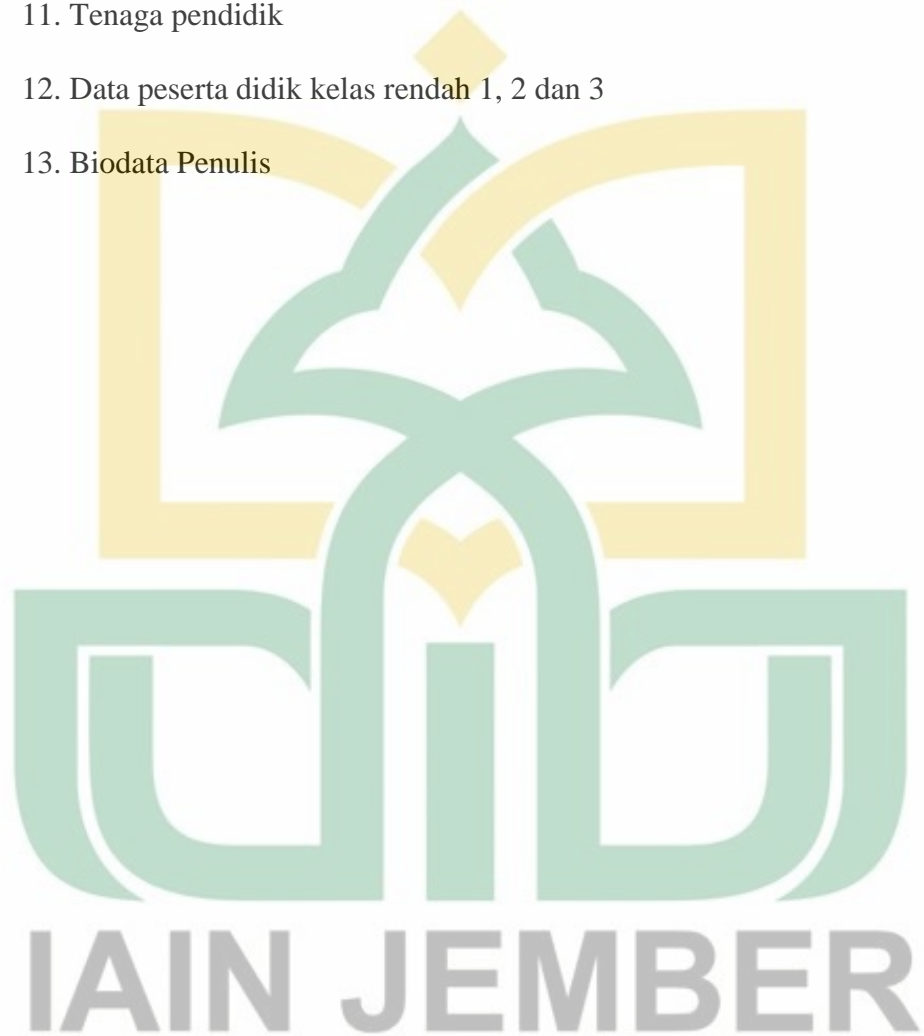 11. Tenaga pendidik
12. Data peserta didik kelas rendah 1, 2 dan 3
13. Biodata Penulis
IAIN JEMBER